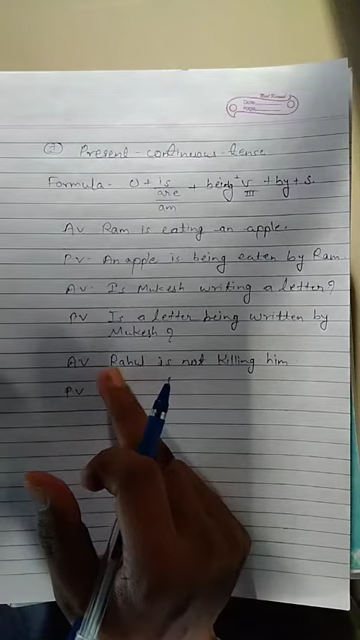 ② Present-continuous-tense
Formula- O + is/are/am + being + V III + by + S.
AV Ram is eating an apple.
PV- An apple is being eaten by Ram
AV- Is Mukesh writing a letter?
PV Is a letter being written by
Mukesh?
AV Rahul is not killing him
PV